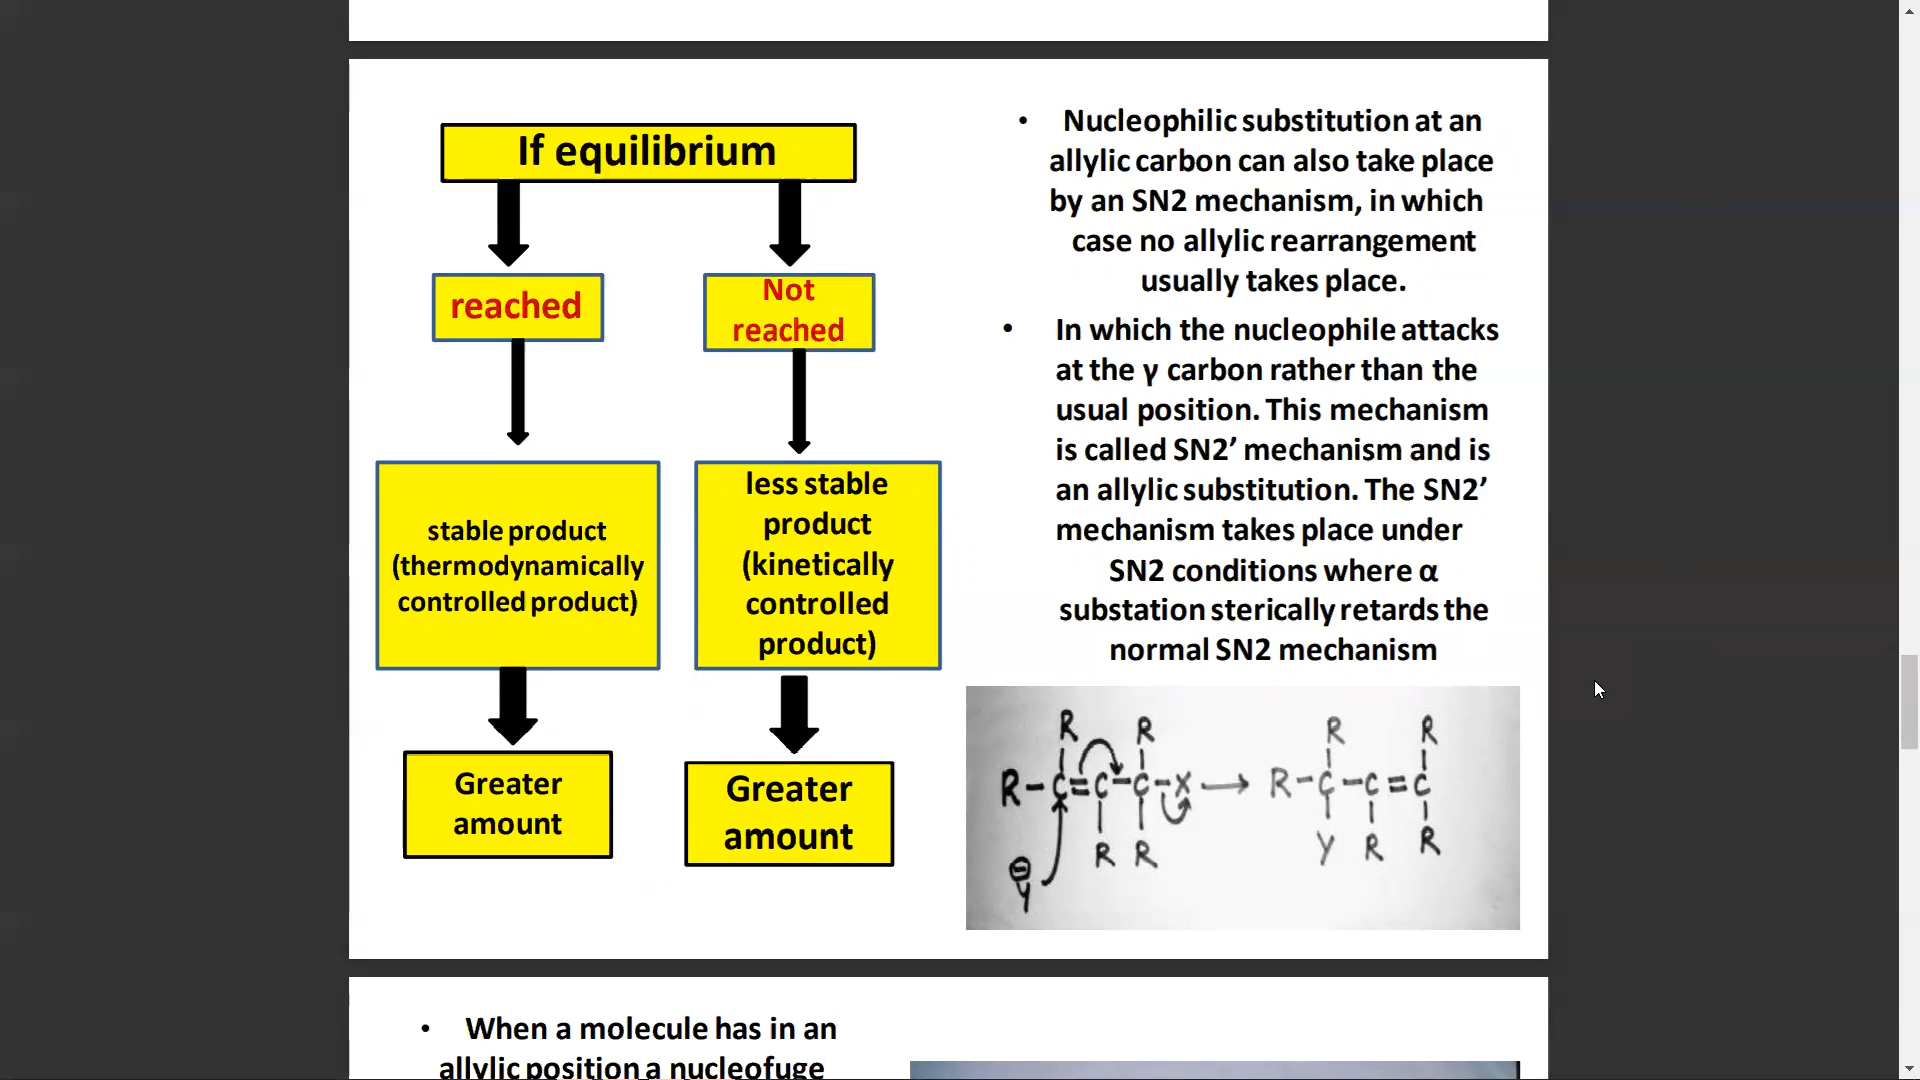 If equilibrium
reached
Not
reached
stable product
(thermodynamically
controlled product)
less stable
product
(kinetically
controlled
product)
Greater
amount
Greater
amount
• Nucleophilic substitution at an
allylic carbon can also take place
by an SN2 mechanism, in which
case no allylic rearrangement
usually takes place.
• In which the nucleophile attacks
at the γ carbon rather than the
usual position. This mechanism
is called SN2’ mechanism and is
an allylic substitution. The SN2’
mechanism takes place under
SN2 conditions where α
substation sterically retards the
normal SN2 mechanism
R R R R
R-C=C-C-X → R-C-C=C
R R Y R R
⊖
Y
• When a molecule has in an
allylic position a nucleofuge